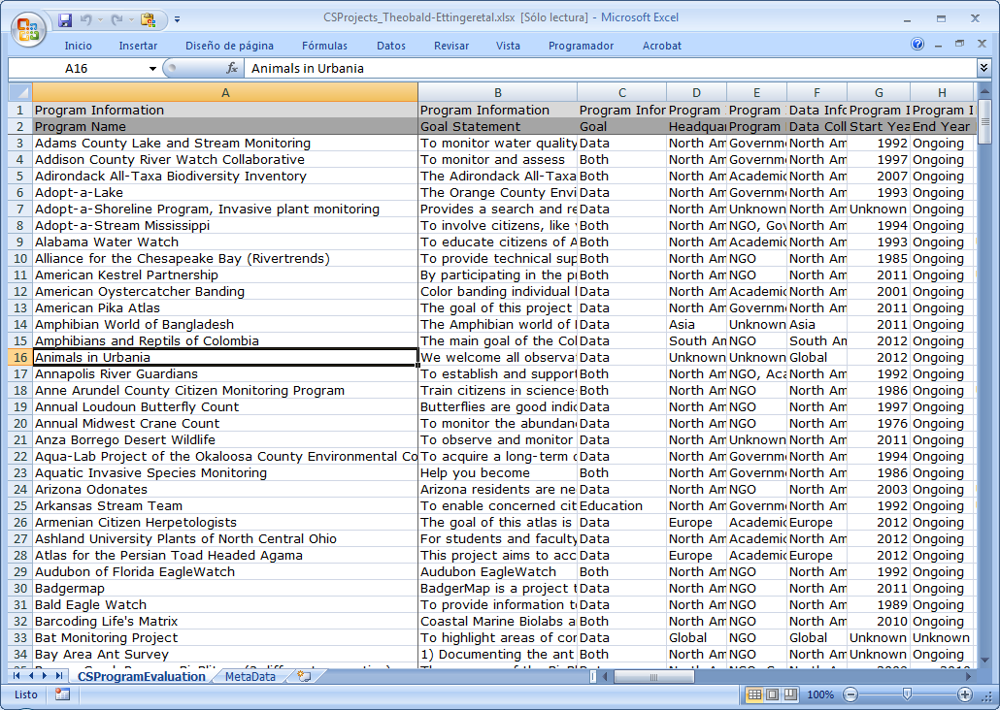 CSProjects_Theobald-Ettingeretal.xlsx [Sólo lectura] - Microsoft Excel
Inicio Insertar Diseño de página Fórmulas Datos Revisar Vista Programador Acrobat
A16 fx Animals in Urbania
A B C D E F G H
1 Program Information Program Information Program Infor Program Program Data Info Program I Program I
2 Program Name Goal Statement Goal Headqua Program Data Coll Start Yea End Year
3 Adams County Lake and Stream Monitoring To monitor water quality Data North Am Governme North Am 1992 Ongoing
4 Addison County River Watch Collaborative To monitor and assess Both North Am Governme North Am 1997 Ongoing
5 Adirondack All-Taxa Biodiversity Inventory The Adirondack All-Taxa Both North Am Academic North Am 2007 Ongoing
6 Adopt-a-Lake The Orange County Envi Data North Am Governme North Am 1993 Ongoing
7 Adopt-a-Shoreline Program, Invasive plant monitoring Provides a search and re Data North Am Unknown North Am Unknown Ongoing
8 Adopt-a-Stream Mississippi To involve citizens, like Both North Am NGO, Gov North Am 1994 Ongoing
9 Alabama Water Watch To educate citizens of A Both North Am Academic North Am 1993 Ongoing
10 Alliance for the Chesapeake Bay (Rivertrends) To provide technical sup Both North Am NGO North Am 1985 Ongoing
11 American Kestrel Partnership By participating in the p Both North Am NGO North Am 2011 Ongoing
12 American Oystercatcher Banding Color banding individual Data North Am Academic North Am 2001 Ongoing
13 American Pika Atlas The goal of this project Data North Am Governme North Am 2011 Ongoing
14 Amphibian World of Bangladesh The Amphibian world of Data Asia Unknown Asia 2011 Ongoing
15 Amphibians and Reptils of Colombia The main goal of the Col Data South Am NGO South Am 2012 Ongoing
16 Animals in Urbania We welcome all observa Data Unknown Unknown Global 2012 Ongoing
17 Annapolis River Guardians To establish and support Both North Am NGO, Aca North Am 1992 Ongoing
18 Anne Arundel County Citizen Monitoring Program Train citizens in science- Both North Am NGO North Am 1986 Ongoing
19 Annual Loudoun Butterfly Count Butterflies are good indic Data North Am NGO North Am 1997 Ongoing
20 Annual Midwest Crane Count To monitor the abundan Data North Am NGO North Am 1976 Ongoing
21 Anza Borrego Desert Wildlife To observe and monitor Data North Am Unknown North Am 2011 Ongoing
22 Aqua-Lab Project of the Okaloosa County Environmental Co To acquire a long-term Data North Am Governme North Am 1994 Ongoing
23 Aquatic Invasive Species Monitoring Help you become Both North Am Governme North Am 1986 Ongoing
24 Arizona Odonates Arizona residents are ne Data North Am NGO North Am 2003 Ongoing
25 Arkansas Stream Team To enable concerned cit Education North Am Governme North Am 1992 Ongoing
26 Armenian Citizen Herpetologists The goal of this atlas is Data Europe Academic Europe 2012 Ongoing
27 Ashland University Plants of North Central Ohio For students and faculty Data North Am Academic North Am 2012 Ongoing
28 Atlas for the Persian Toad Headed Agama This project aims to acc Data Europe Academic Europe 2012 Ongoing
29 Audubon of Florida EagleWatch Audubon EagleWatch Both North Am NGO North Am 1992 Ongoing
30 Badgermap BadgerMap is a project Data North Am NGO North Am 2011 Ongoing
31 Bald Eagle Watch To provide information Data North Am NGO North Am 1989 Ongoing
32 Barcoding Life's Matrix Coastal Marine Biolabs a Both North Am NGO North Am 2010 Ongoing
33 Bat Monitoring Project To highlight areas of con Data Global NGO Global Unknown Unknown
34 Bay Area Ant Survey 1) Documenting the ant Both North Am NGO North Am Unknown Ongoing
CSProgramEvaluation MetaData
Listo 100%